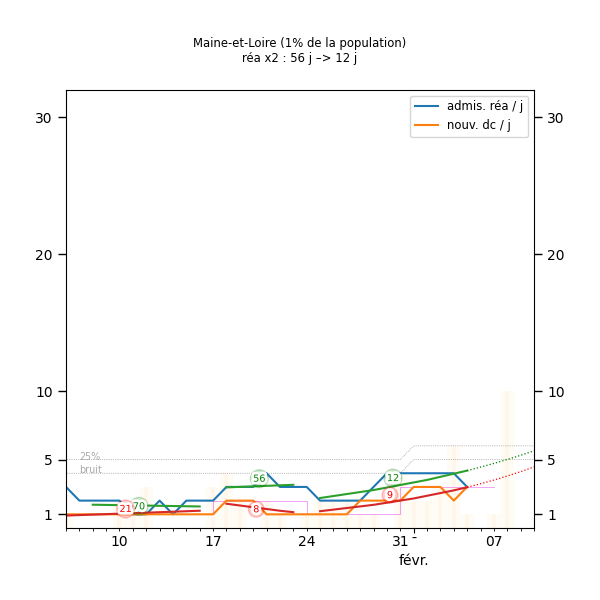 Maine-et-Loire (1% de la population)
réa x2 : 56 j –> 12 j
admis. réa / j
nouv. dc / j
30 30
20 20
10 10
25%
bruit
5 5
56 12
21 70 8 9
1 1
10 17 24 31 - 07
févr.